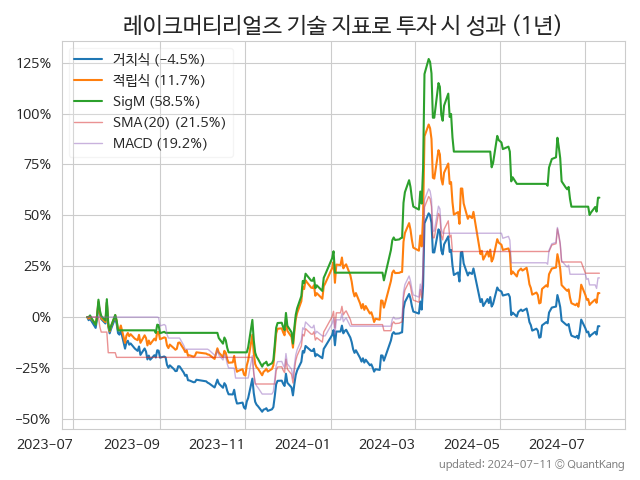 레이크머티리얼즈 기술 지표로 투자 시 성과 (1년)
거치식 (-4.5%)
적립식 (11.7%)
SigM (58.5%)
SMA(20) (21.5%)
MACD (19.2%)
125%
100%
75%
50%
25%
0%
-25%
-50%
2023-07 2023-09 2023-11 2024-01 2024-03 2024-05 2024-07
updated: 2024-07-11 © QuantKang